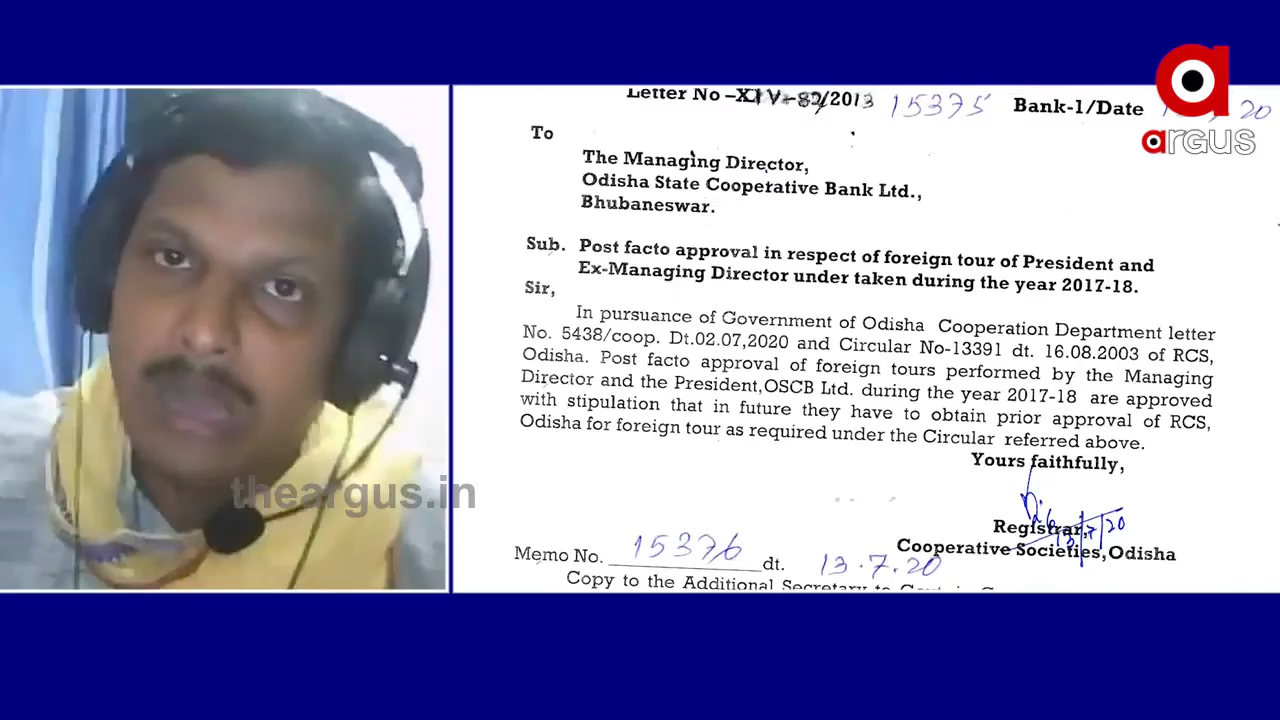 argus
theargus.in
Letter No –XIV–82/2013 15375 Bank-1/Date 20
To
The Managing Director,
Odisha State Cooperative Bank Ltd.,
Bhubaneswar.
Sub. Post facto approval in respect of foreign tour of President and
Ex-Managing Director under taken during the year 2017-18.
Sir,
In pursuance of Government of Odisha Cooperation Department letter
No. 5438/coop. Dt.02.07,2020 and Circular No-13391 dt. 16.08.2003 of RCS,
Odisha. Post facto approval of foreign tours performed by the Managing
Director and the President,OSCB Ltd. during the year 2017-18 are approved
with stipulation that in future they have to obtain prior approval of RCS,
Odisha for foreign tour as required under the Circular referred above.
Yours faithfully,
Registrar,
Cooperative Societies,Odisha
Memo No. 15376 dt. 13.7.20
Copy to the Additional Secretary to